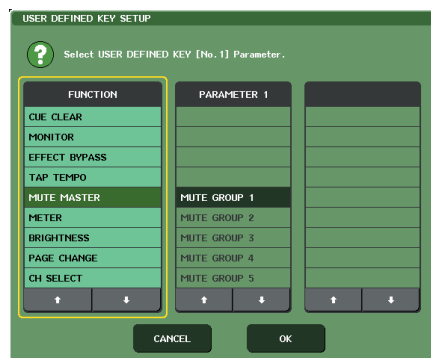 USER DEFINED KEY SETUP
Select USER DEFINED KEY [No.1] Parameter.
FUNCTION
CUE CLEAR
MONITOR
EFFECT BYPASS
TAP TEMPO
MUTE MASTER
METER
BRIGHTNESS
PAGE CHANGE
CH SELECT
PARAMETER 1
MUTE GROUP 1
MUTE GROUP 2
MUTE GROUP 3
MUTE GROUP 4
MUTE GROUP 5
CANCEL
OK